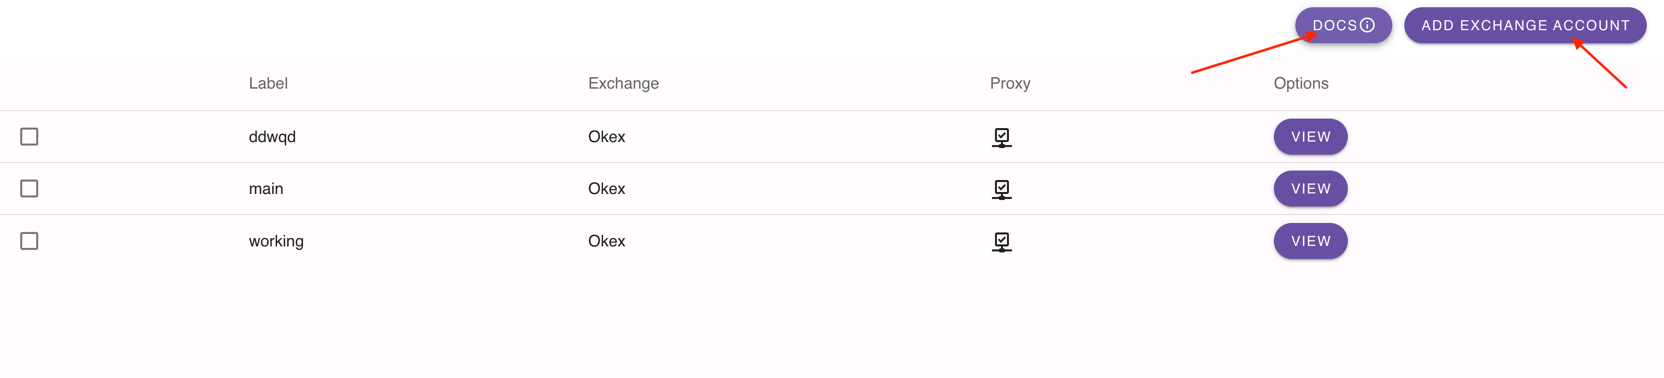 DOCS ADD EXCHANGE ACCOUNT
Label Exchange Proxy Options
ddwqd Okex VIEW
main Okex VIEW
working Okex VIEW